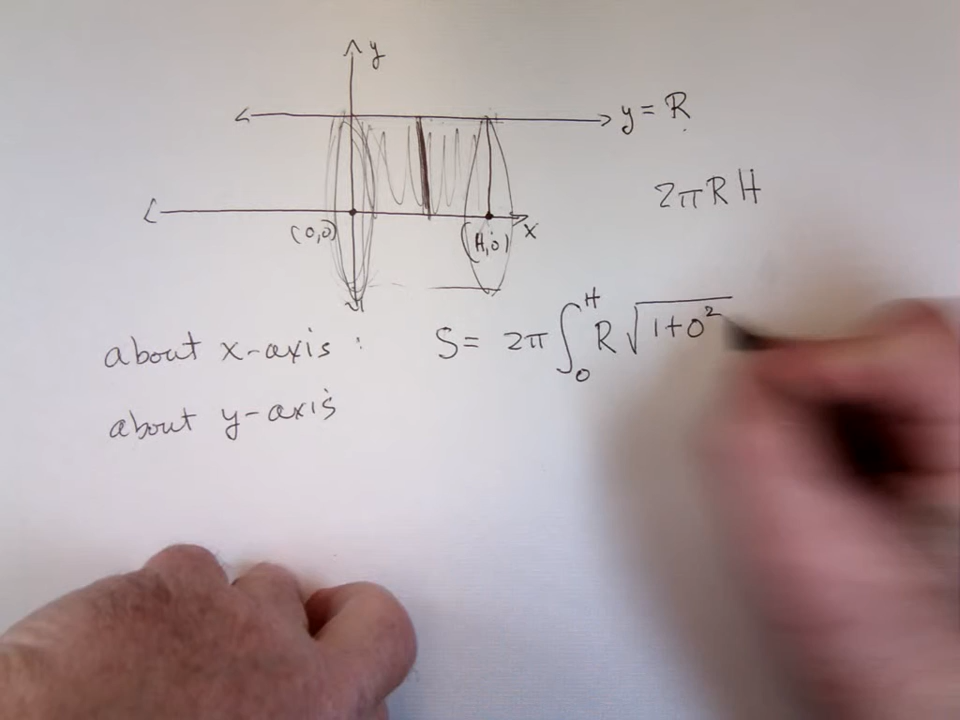 y
y = R
2πRH
(0,0)
(H,0)
x
about x-axis : S = 2π∫₀ᴴ R√(1+0²)
about y-axis